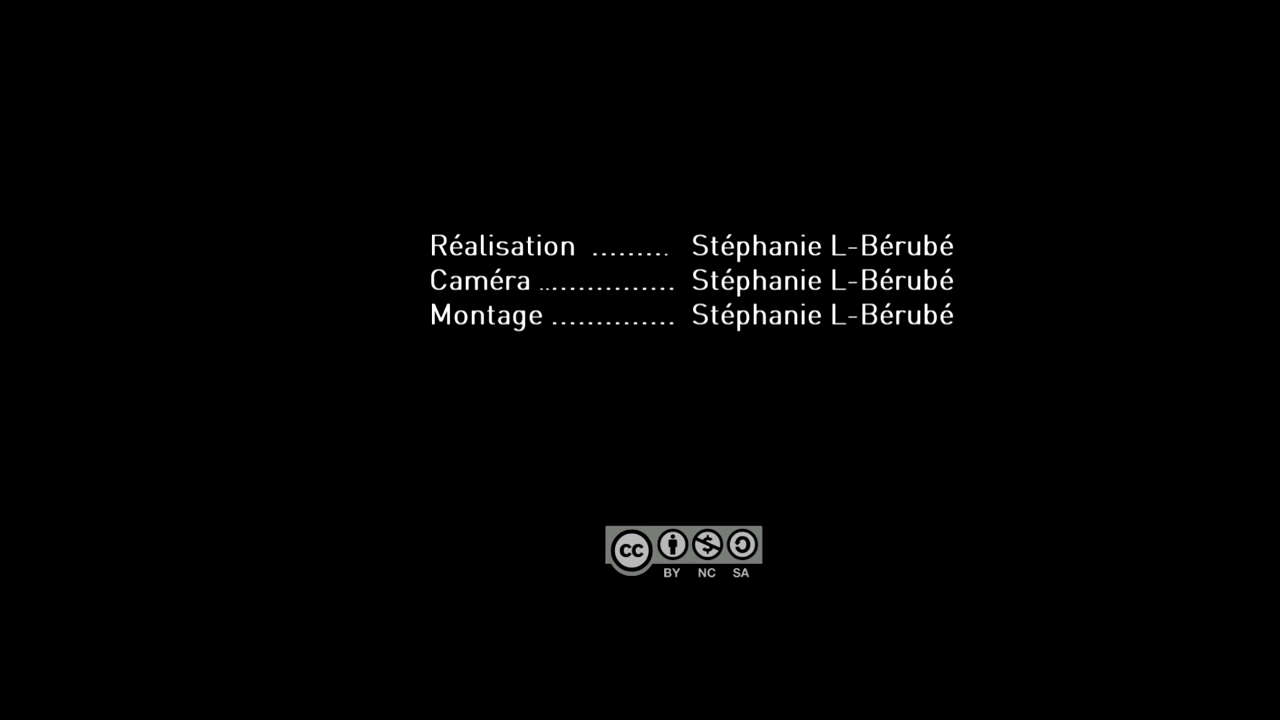 Réalisation ......... Stéphanie L-Bérubé
Caméra ................ Stéphanie L-Bérubé
Montage .............. Stéphanie L-Bérubé
cc
BY NC SA